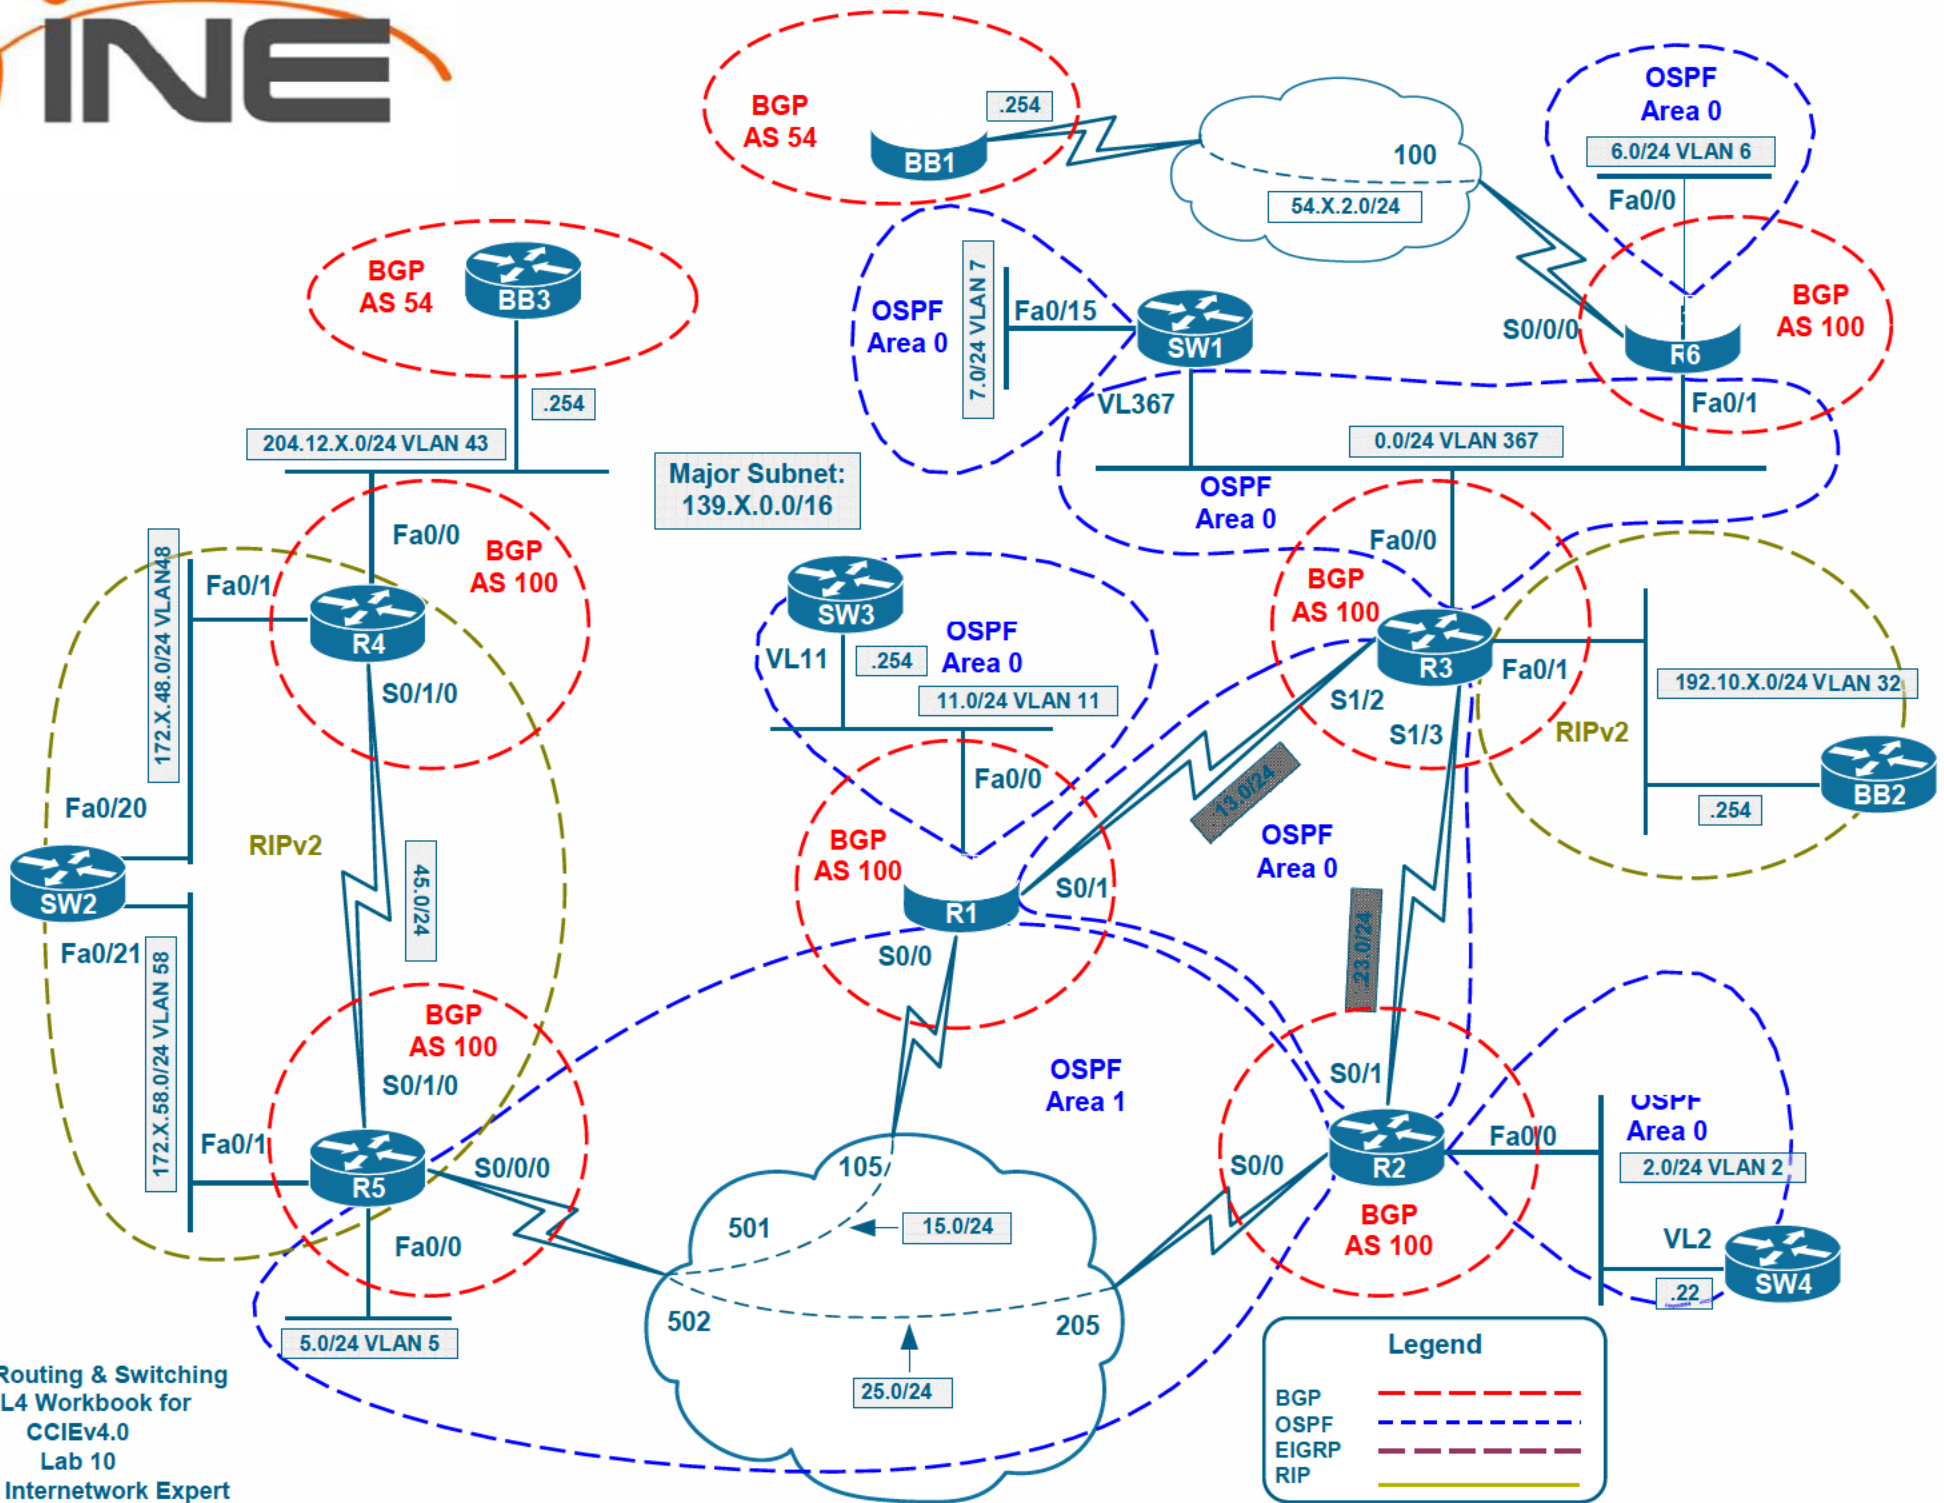 INE
BGP
AS 54
.254
BB1
100
54.X.2.0/24
OSPF
Area 0
6.0/24 VLAN 6
Fa0/0
BGP
AS 54
BB3
.254
204.12.X.0/24 VLAN 43
OSPF
Area 0
7.0/24 VLAN 7
Fa0/15
SW1
VL367
S0/0/0
R6
BGP
AS 100
Fa0/1
0.0/24 VLAN 367
Major Subnet:
139.X.0.0/16
OSPF
Area 0
Fa0/0
BGP
AS 100
172.X.48.0/24 VLAN48
Fa0/1
R4
S0/1/0
Fa0/0
BGP
AS 100
R3
Fa0/1
S1/2
S1/3
192.10.X.0/24 VLAN 32
RIPv2
BB2
.254
SW3
VL11
.254
OSPF
Area 0
11.0/24 VLAN 11
Fa0/0
BGP
AS 100
R1
S0/1
S0/0
13.0/24
OSPF
Area 0
.23.0/24
Fa0/20
RIPv2
SW2
45.0/24
Fa0/21
172.X.58.0/24 VLAN 58
BGP
AS 100
S0/1/0
Fa0/1
R5
S0/0/0
Fa0/0
5.0/24 VLAN 5
OSPF
Area 1
105
501
15.0/24
502
205
25.0/24
S0/1
S0/0
R2
BGP
AS 100
Fa0/0
OSPF
Area 0
2.0/24 VLAN 2
VL2
SW4
.22
Legend
BGP
OSPF
EIGRP
RIP
Routing & Switching
L4 Workbook for
CCIEv4.0
Lab 10
Internetwork Expert